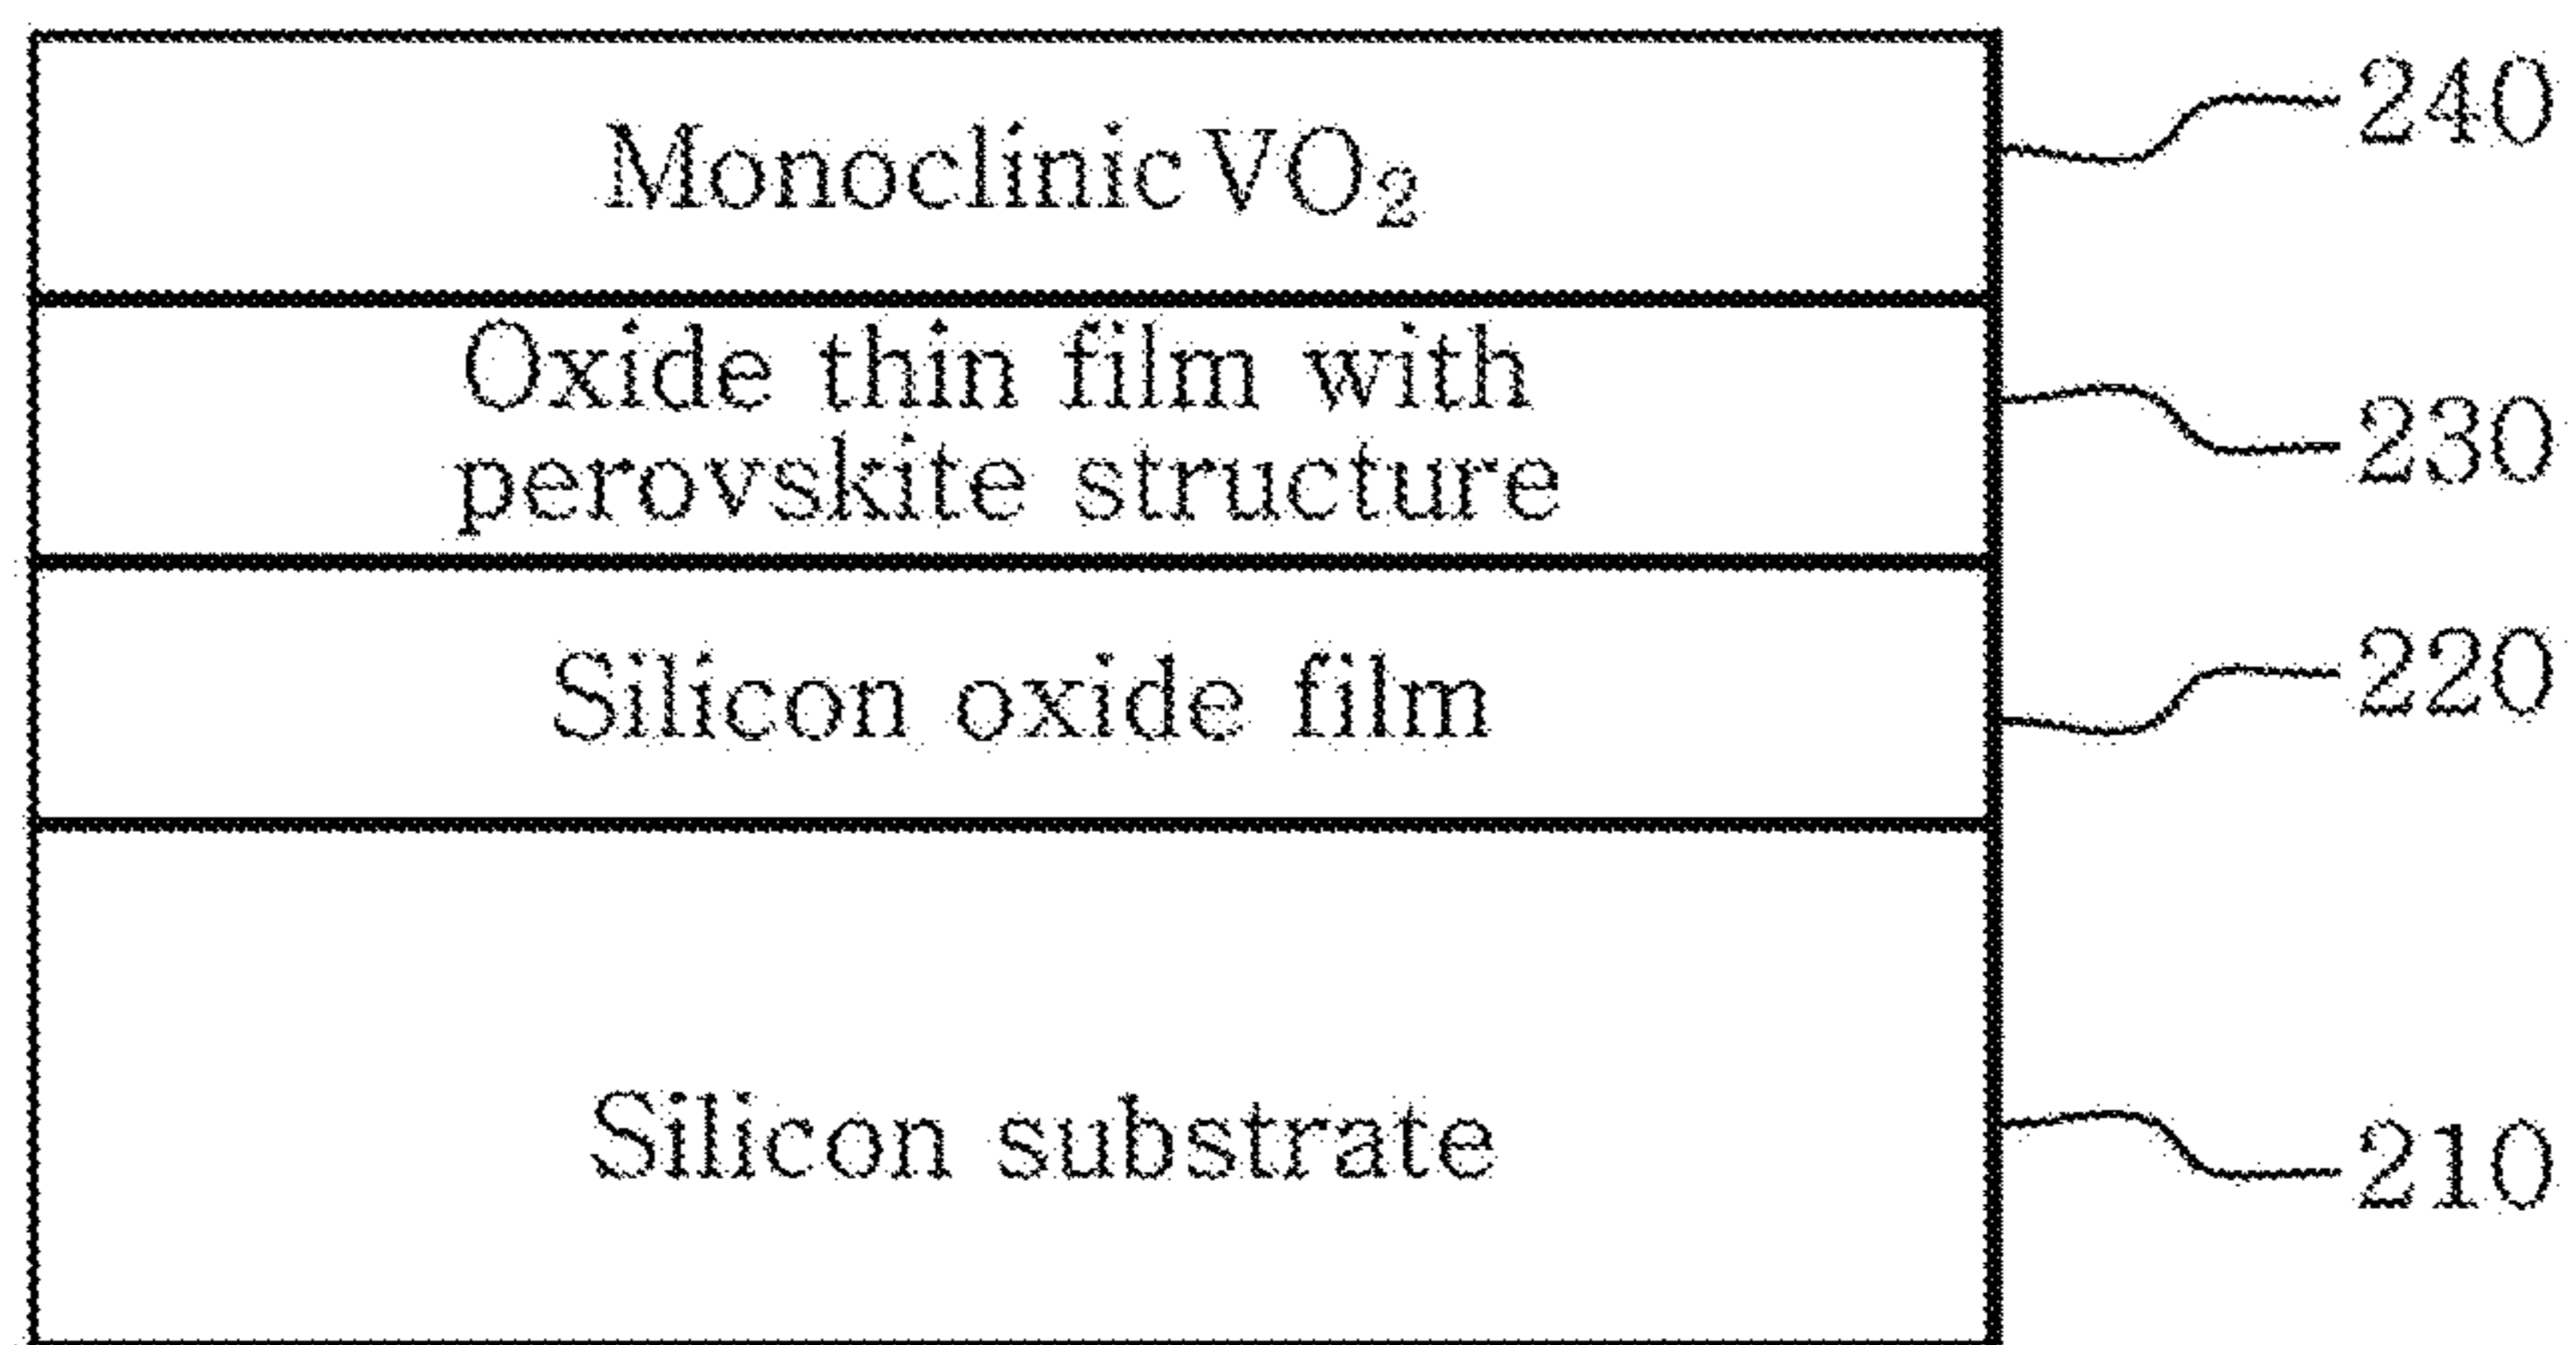 Monoclinic VO₂
240
Oxide thin film with
perovskite structure
230
Silicon oxide film
220
Silicon substrate
210